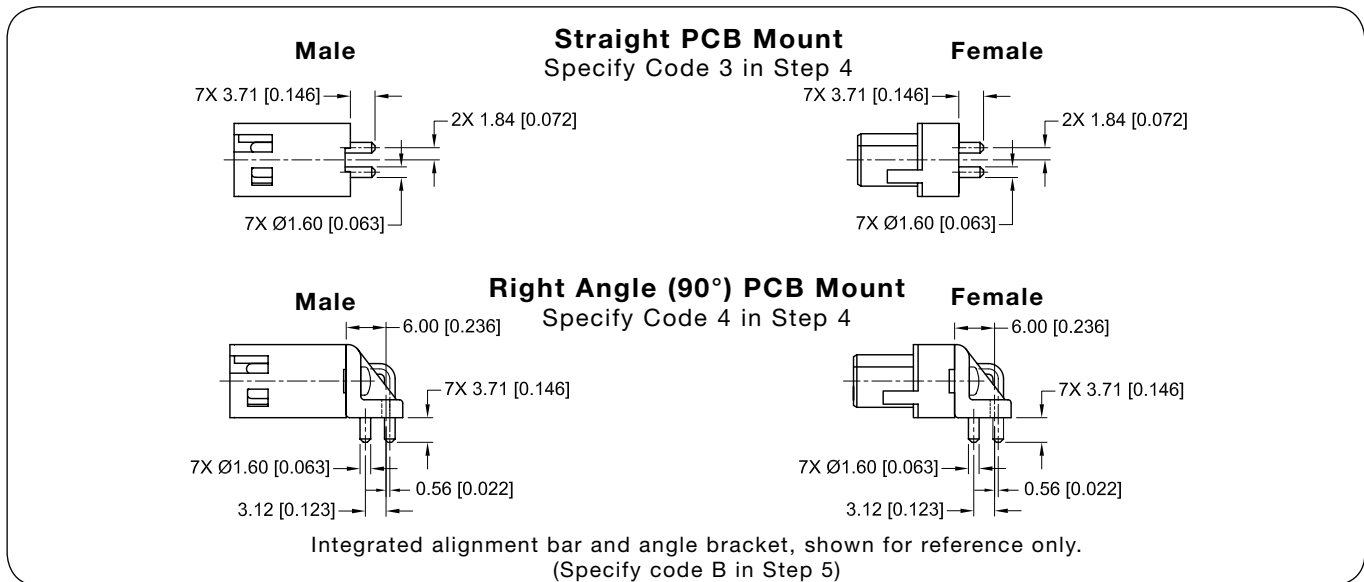 Straight PCB Mount
Specify Code 3 in Step 4
Male
7X 3.71 [0.146]
2X 1.84 [0.072]
7X Ø1.60 [0.063]
Female
7X 3.71 [0.146]
2X 1.84 [0.072]
7X Ø1.60 [0.063]
Right Angle (90°) PCB Mount
Specify Code 4 in Step 4
Male
6.00 [0.236]
7X 3.71 [0.146]
7X Ø1.60 [0.063]
0.56 [0.022]
3.12 [0.123]
Female
6.00 [0.236]
7X 3.71 [0.146]
7X Ø1.60 [0.063]
0.56 [0.022]
3.12 [0.123]
Integrated alignment bar and angle bracket, shown for reference only.
(Specify code B in Step 5)